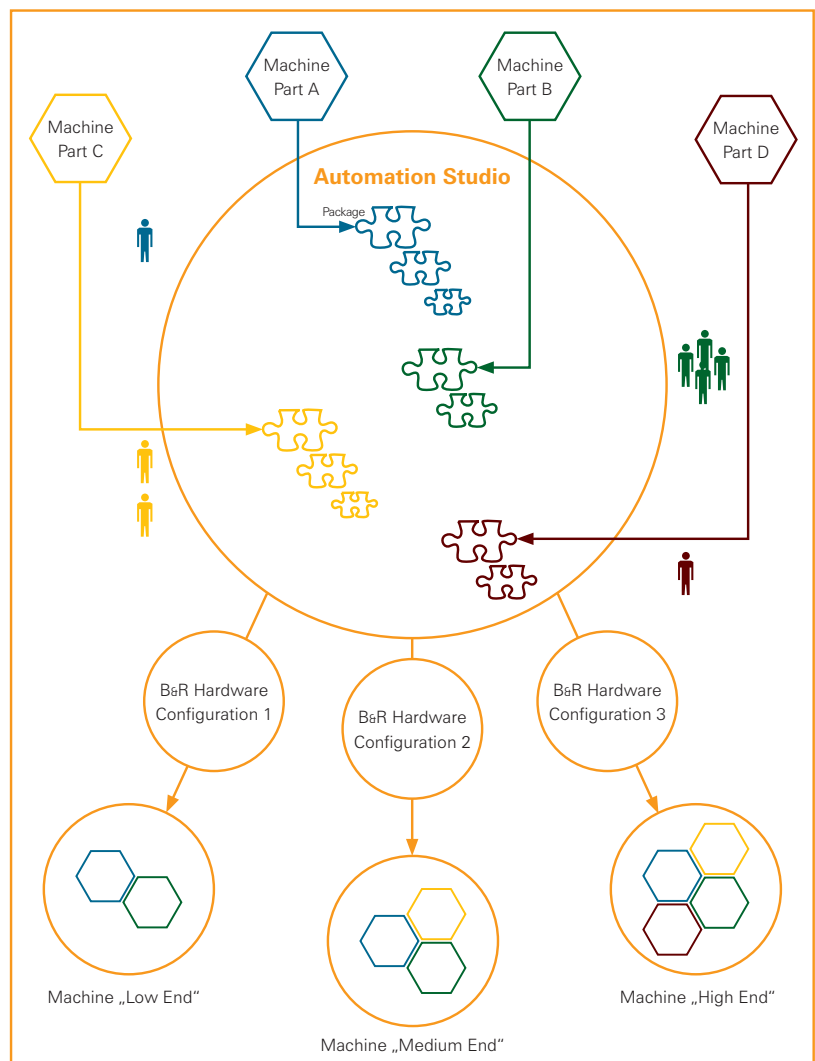 Machine
Part A
Machine
Part B
Machine
Part C
Machine
Part D
Automation Studio
Package
B&R Hardware
Configuration 1
B&R Hardware
Configuration 2
B&R Hardware
Configuration 3
Machine „Low End“
Machine „Medium End“
Machine „High End“